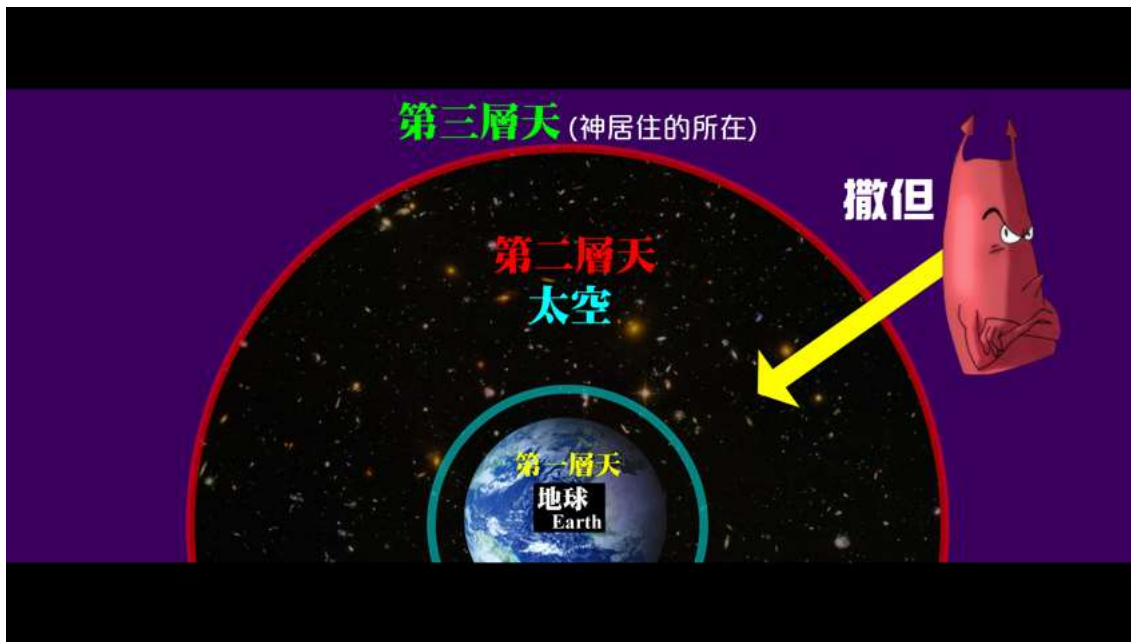 第三層天(神居住的所在)
撒但
第二層天
太空
第一層天
地球
Earth